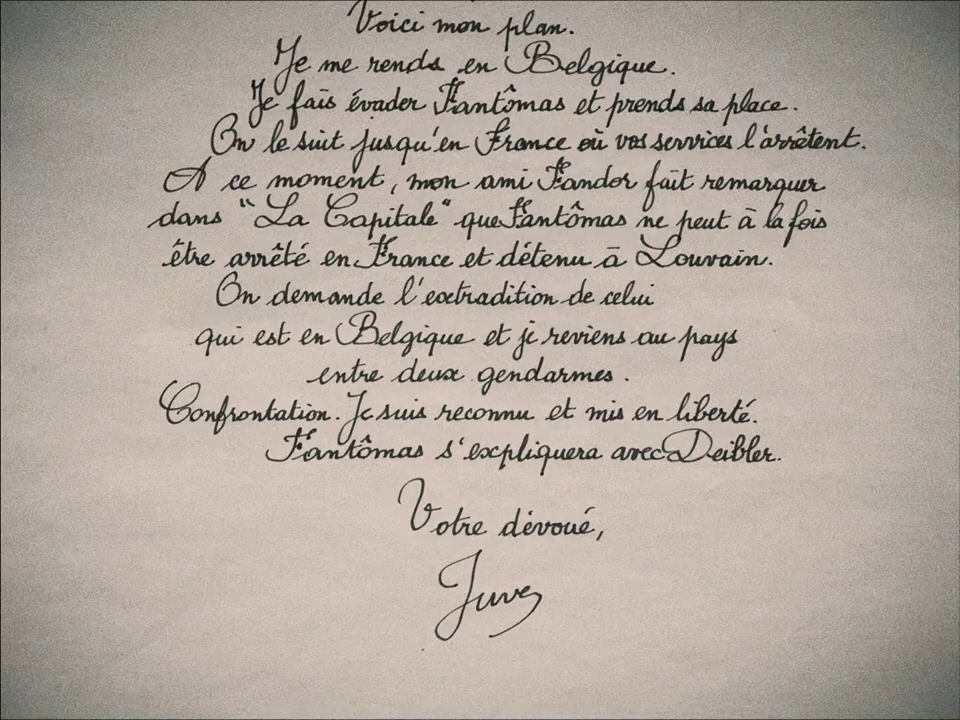 Voici mon plan.
Je me rends en Belgique.
Je fais évader Fantômas et prends sa place.
On le suit jusqu'en France où vos services l'arrêtent.
A ce moment, mon ami Fandor fait remarquer
dans "La Capitale" que Fantômas ne peut à la fois
être arrêté en France et détenu à Louvain.
On demande l'extradition de celui
qui est en Belgique et je reviens au pays
entre deux gendarmes.
Confrontation. Je suis reconnu et mis en liberté.
Fantômas s'expliquera avec Deibler.
Votre dévoué,
Juve